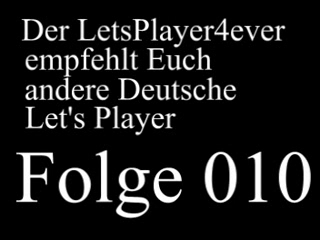 Der LetsPlayer4ever
empfehlt Euch
andere Deutsche
Let's Player
Folge 010